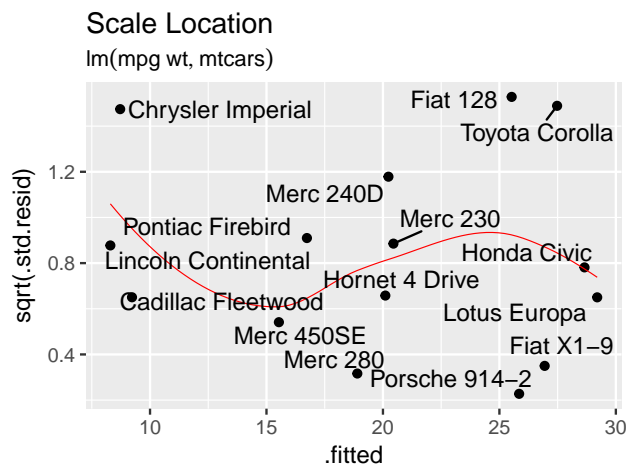 Scale Location
lm(mpg wt, mtcars)
Fiat 128
Chrysler Imperial
Toyota Corolla
Merc 240D
Merc 230
Pontiac Firebird
Honda Civic
Lincoln Continental
Hornet 4 Drive
Cadillac Fleetwood
Lotus Europa
Merc 450SE
Fiat X1−9
Merc 280
Porsche 914−2
1.2
0.8
0.4
sqrt(.std.resid)
10
15
20
25
30
.fitted